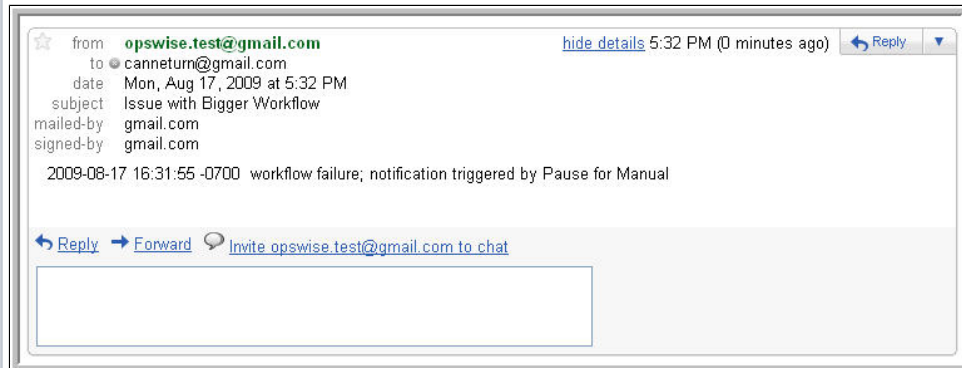 from opswise.test@gmail.com hide details 5:32 PM (0 minutes ago) Reply
to canneturn@gmail.com
date Mon, Aug 17, 2009 at 5:32 PM
subject Issue with Bigger Workflow
mailed-by gmail.com
signed-by gmail.com
2009-08-17 16:31:55 -0700 workflow failure; notification triggered by Pause for Manual
Reply Forward Invite opswise.test@gmail.com to chat